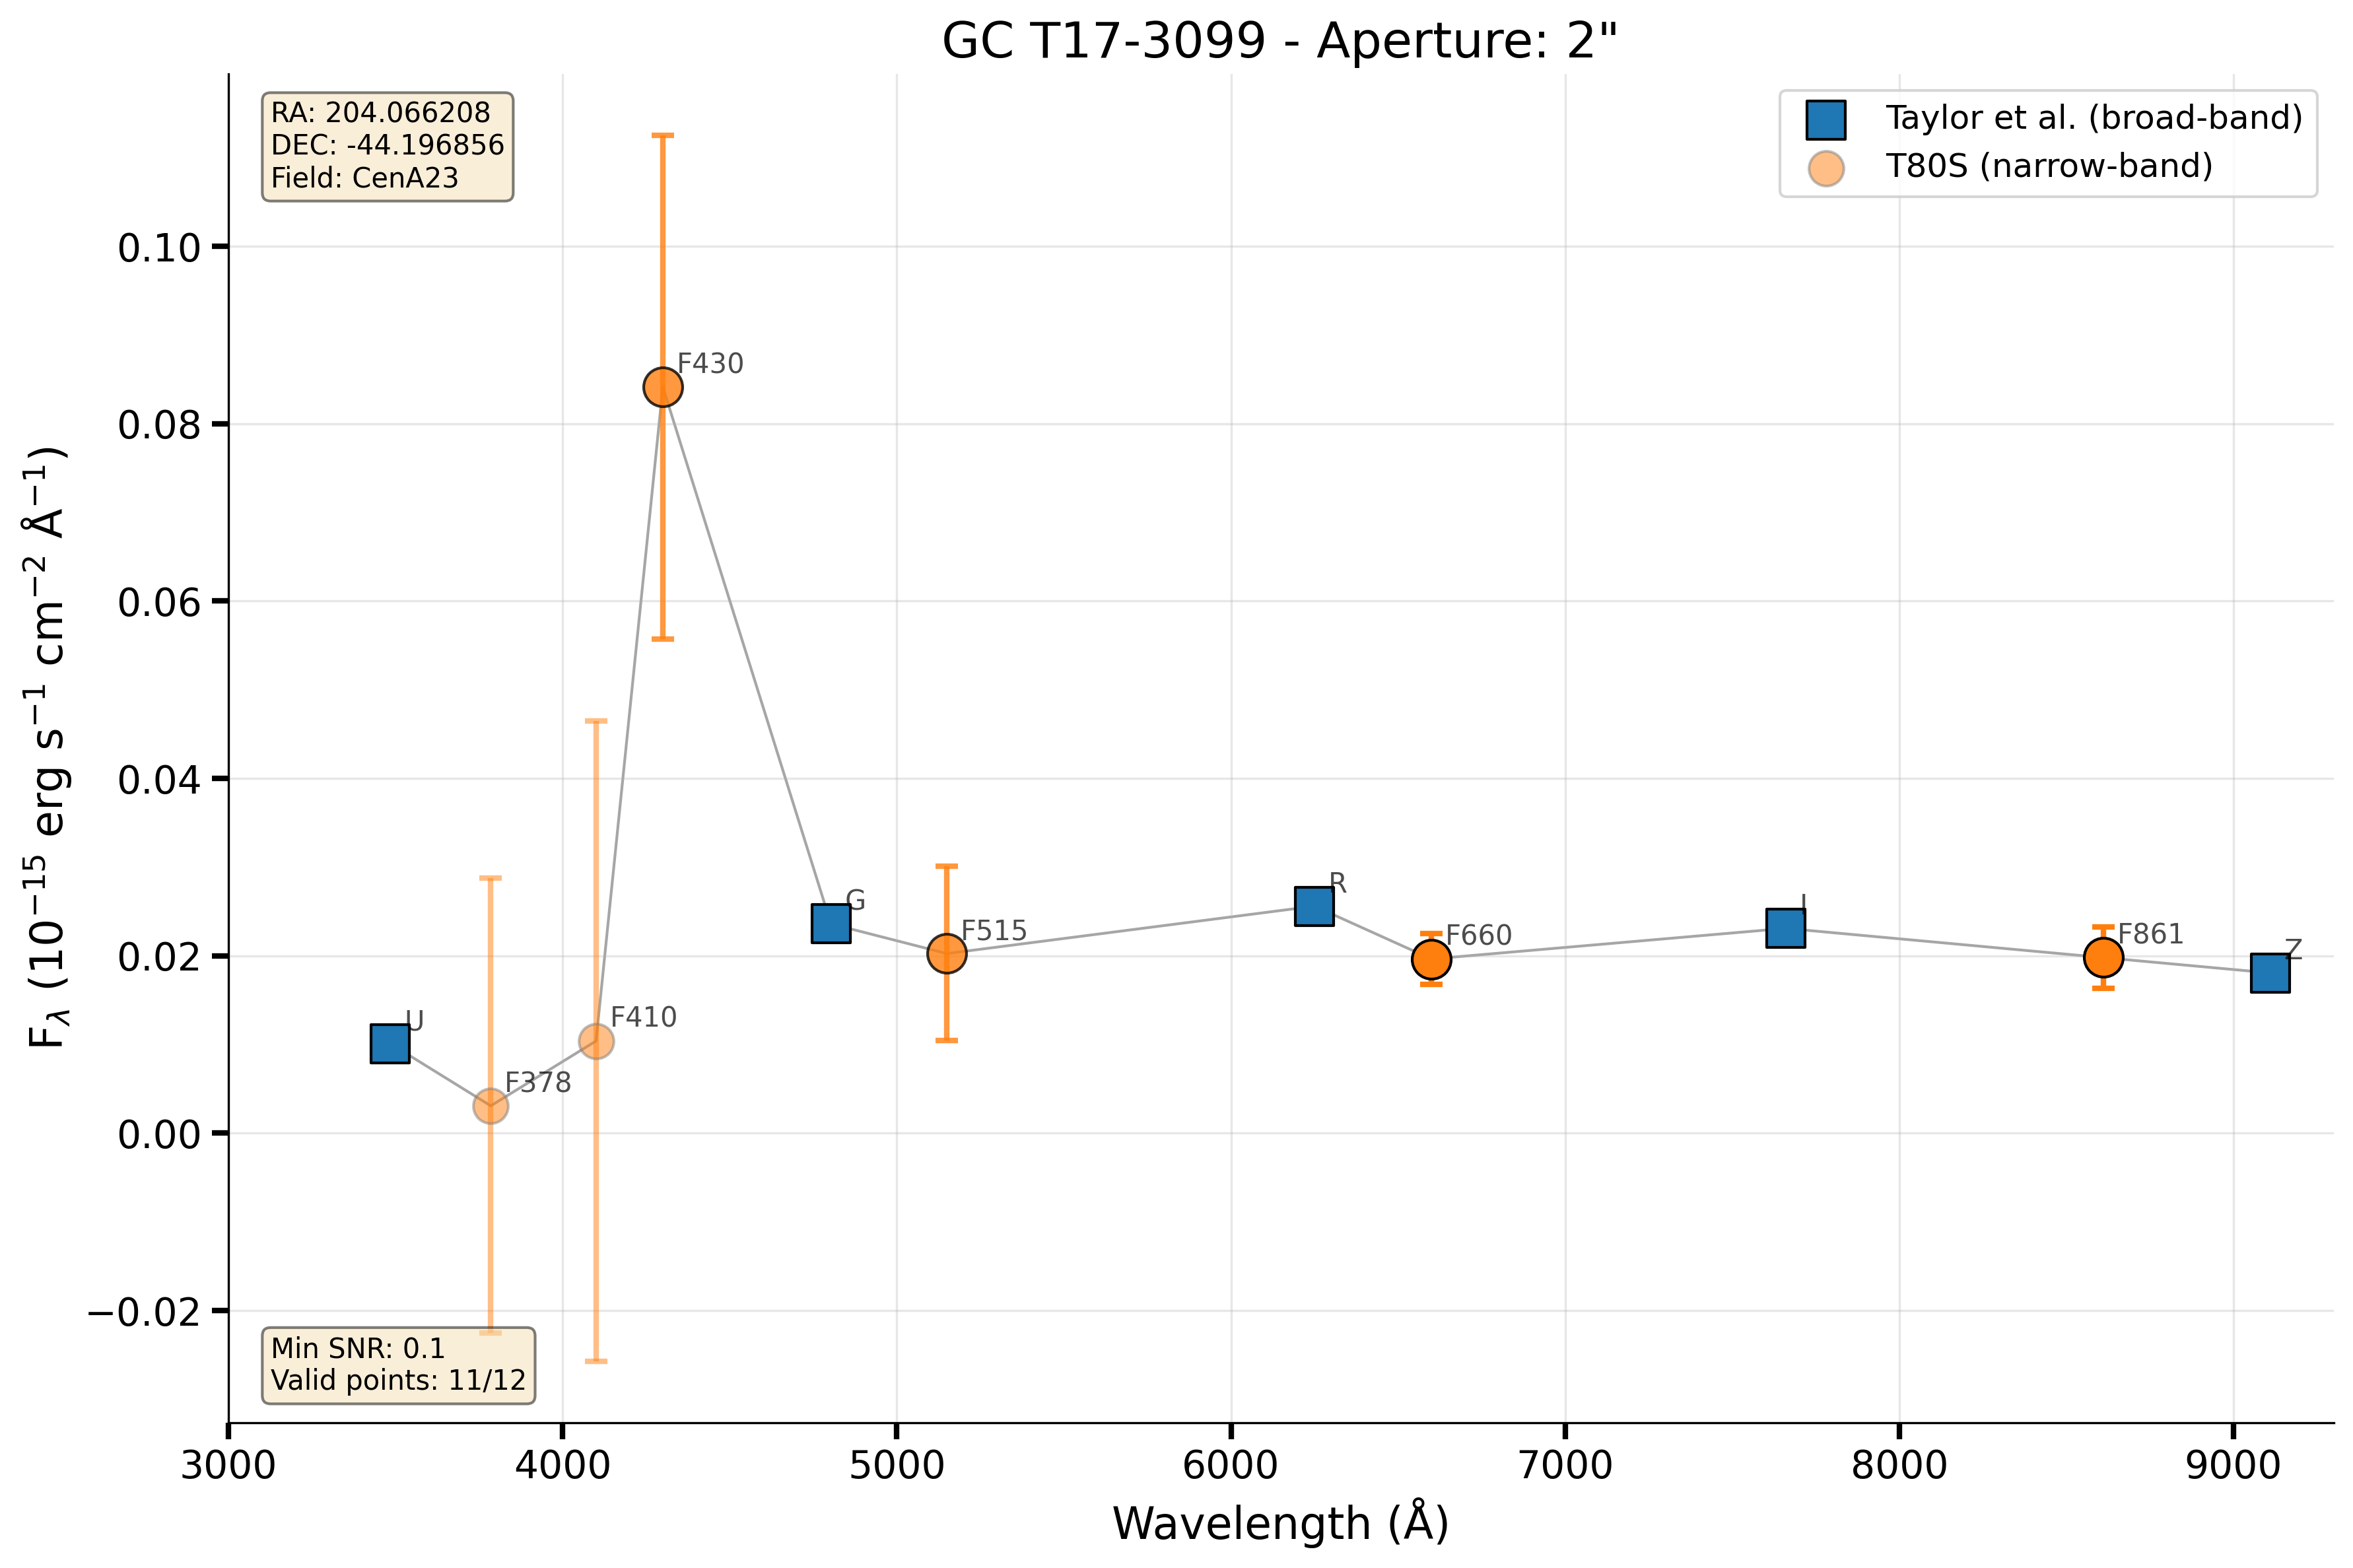 GC T17-3099 - Aperture: 2"
RA: 204.066208
DEC: -44.196856
Field: CenA23
Taylor et al. (broad-band)
T80S (narrow-band)
F_λ (10⁻¹⁵ erg s⁻¹ cm⁻² Å⁻¹)
0.10
0.08
0.06
0.04
0.02
0.00
−0.02
F430
G
F515
R
F660
I
F861
Z
U
F410
F378
Min SNR: 0.1
Valid points: 11/12
3000 4000 5000 6000 7000 8000 9000
Wavelength (Å)